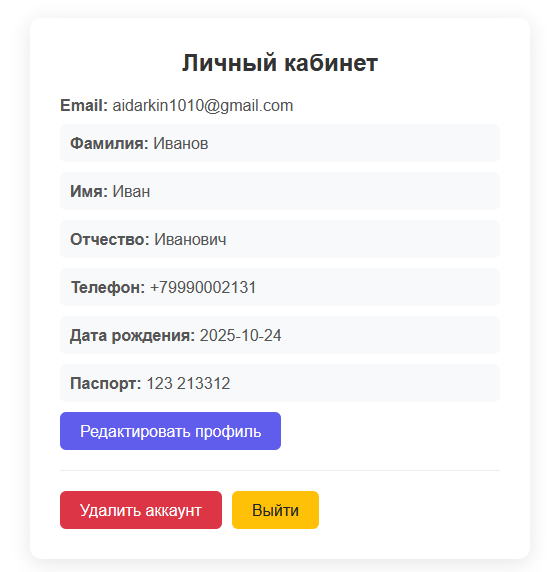 Личный кабинет
Email: aidarkin1010@gmail.com
Фамилия: Иванов
Имя: Иван
Отчество: Иванович
Телефон: +79990002131
Дата рождения: 2025-10-24
Паспорт: 123 213312
Редактировать профиль
Удалить аккаунт Выйти